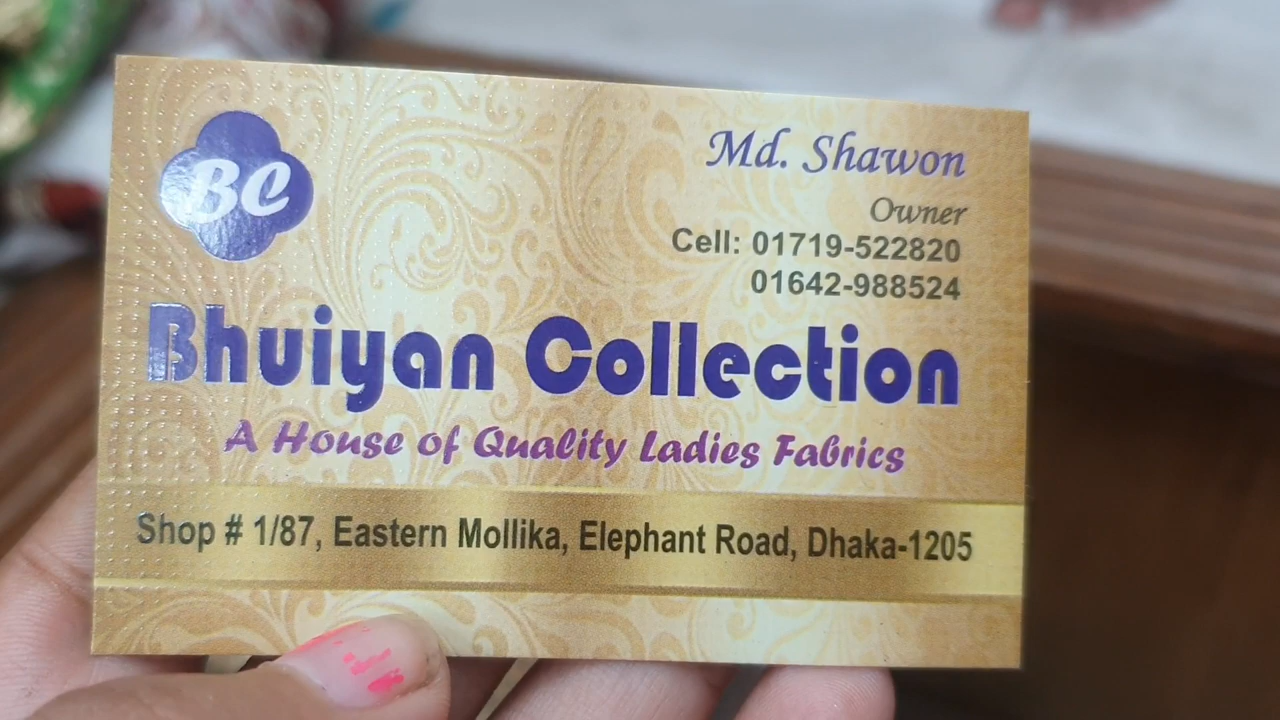 BC
Md. Shawon
Owner
Cell: 01719-522820
01642-988524
Bhuiyan Collection
A House of Quality Ladies Fabrics
Shop # 1/87, Eastern Mollika, Elephant Road, Dhaka-1205